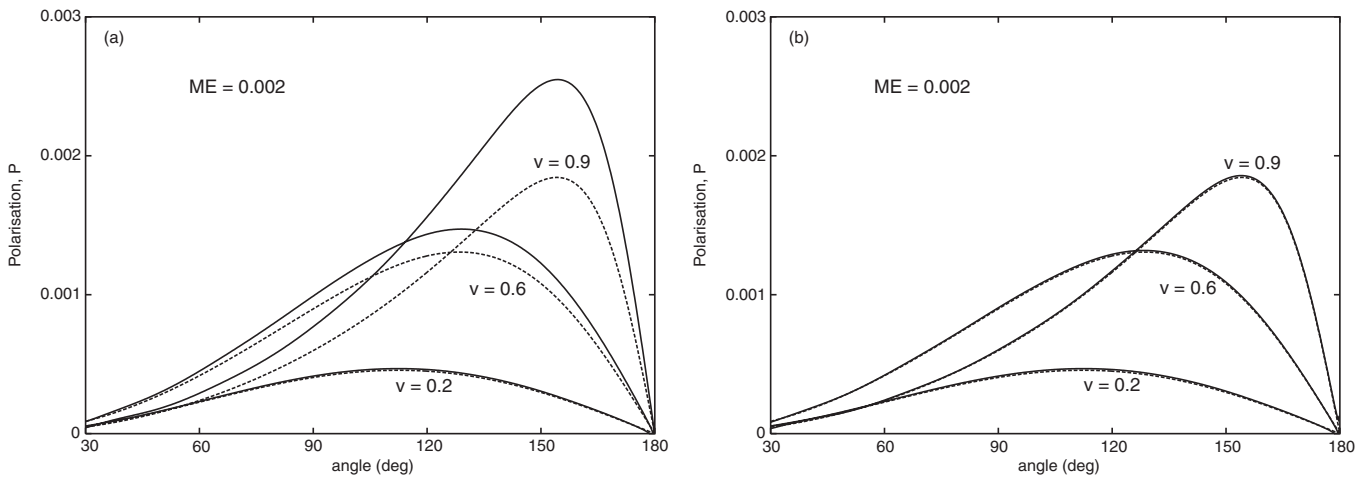 (a)
ME = 0.002
v = 0.9
v = 0.6
v = 0.2
0.003
0.002
0.001
0
Polarisation, P
30 60 90 120 150 180
angle (deg)
(b)
ME = 0.002
v = 0.9
v = 0.6
v = 0.2
0.003
0.002
0.001
0
Polarisation, P
30 60 90 120 150 180
angle (deg)